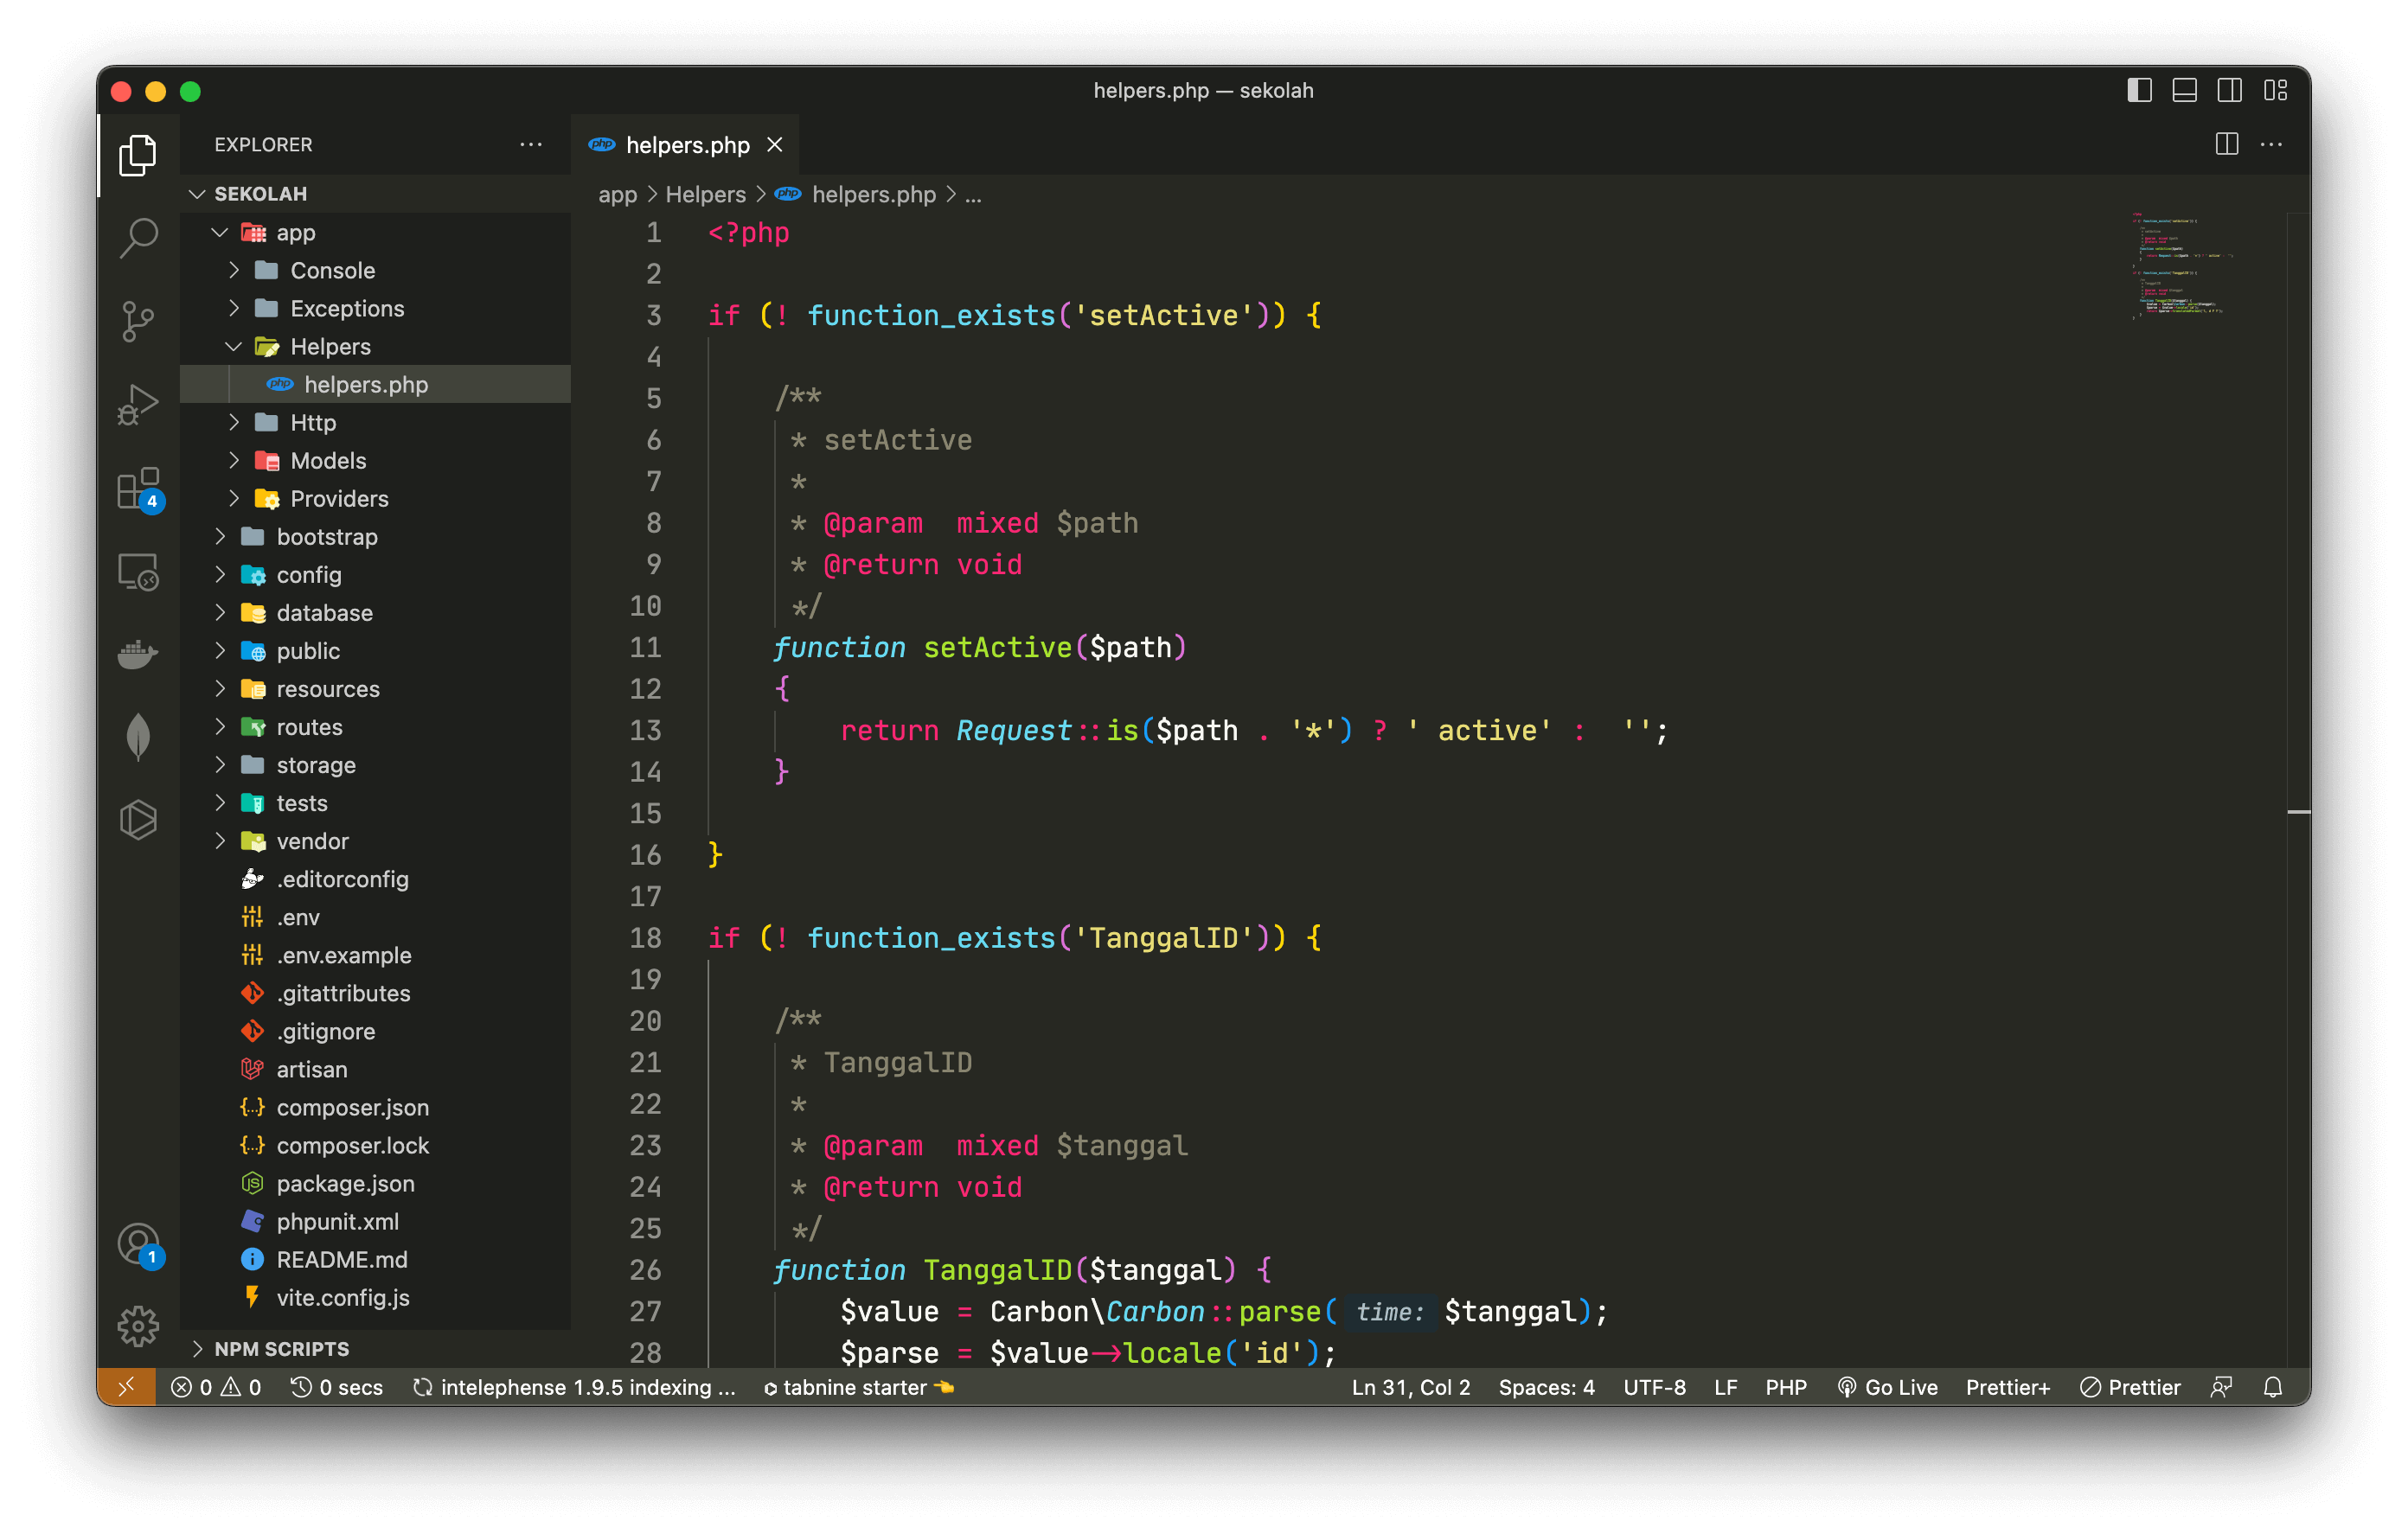 helpers.php — sekolah
EXPLORER
SEKOLAH
app
Console
Exceptions
Helpers
helpers.php
Http
Models
Providers
bootstrap
config
database
public
resources
routes
storage
tests
vendor
.editorconfig
.env
.env.example
.gitattributes
.gitignore
artisan
composer.json
composer.lock
package.json
phpunit.xml
README.md
vite.config.js
NPM SCRIPTS
4
1
php helpers.php
app > Helpers > php helpers.php > ...
1 <?php
2
3 if (! function_exists('setActive')) {
4
5 /**
6 * setActive
7 *
8 * @param  mixed $path
9 * @return void
10 */
11 function setActive($path)
12 {
13 return Request::is($path . '*') ? ' active' :  '';
14 }
15
16 }
17
18 if (! function_exists('TanggalID')) {
19
20 /**
21 * TanggalID
22 *
23 * @param  mixed $tanggal
24 * @return void
25 */
26 function TanggalID($tanggal) {
27 $value = Carbon\Carbon::parse( time: $tanggal);
28 $parse = $value->locale('id');
0 0 0 secs intelephense 1.9.5 indexing ... tabnine starter 👈 Ln 31, Col 2 Spaces: 4 UTF-8 LF PHP Go Live Prettier+ Prettier